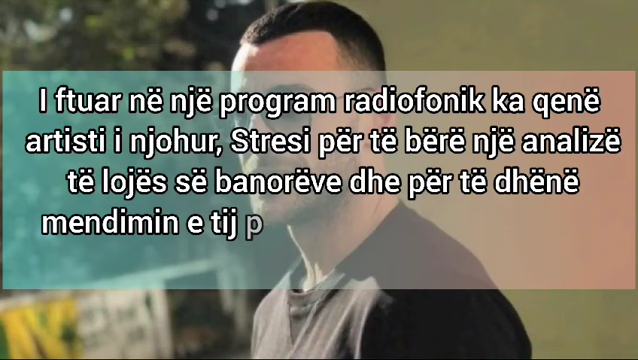 I ftuar në një program radiofonik ka qenë
artisti i njohur, Stresi për të bërë një analizë
të lojës së banorëve dhe për të dhënë
mendimin e tij p